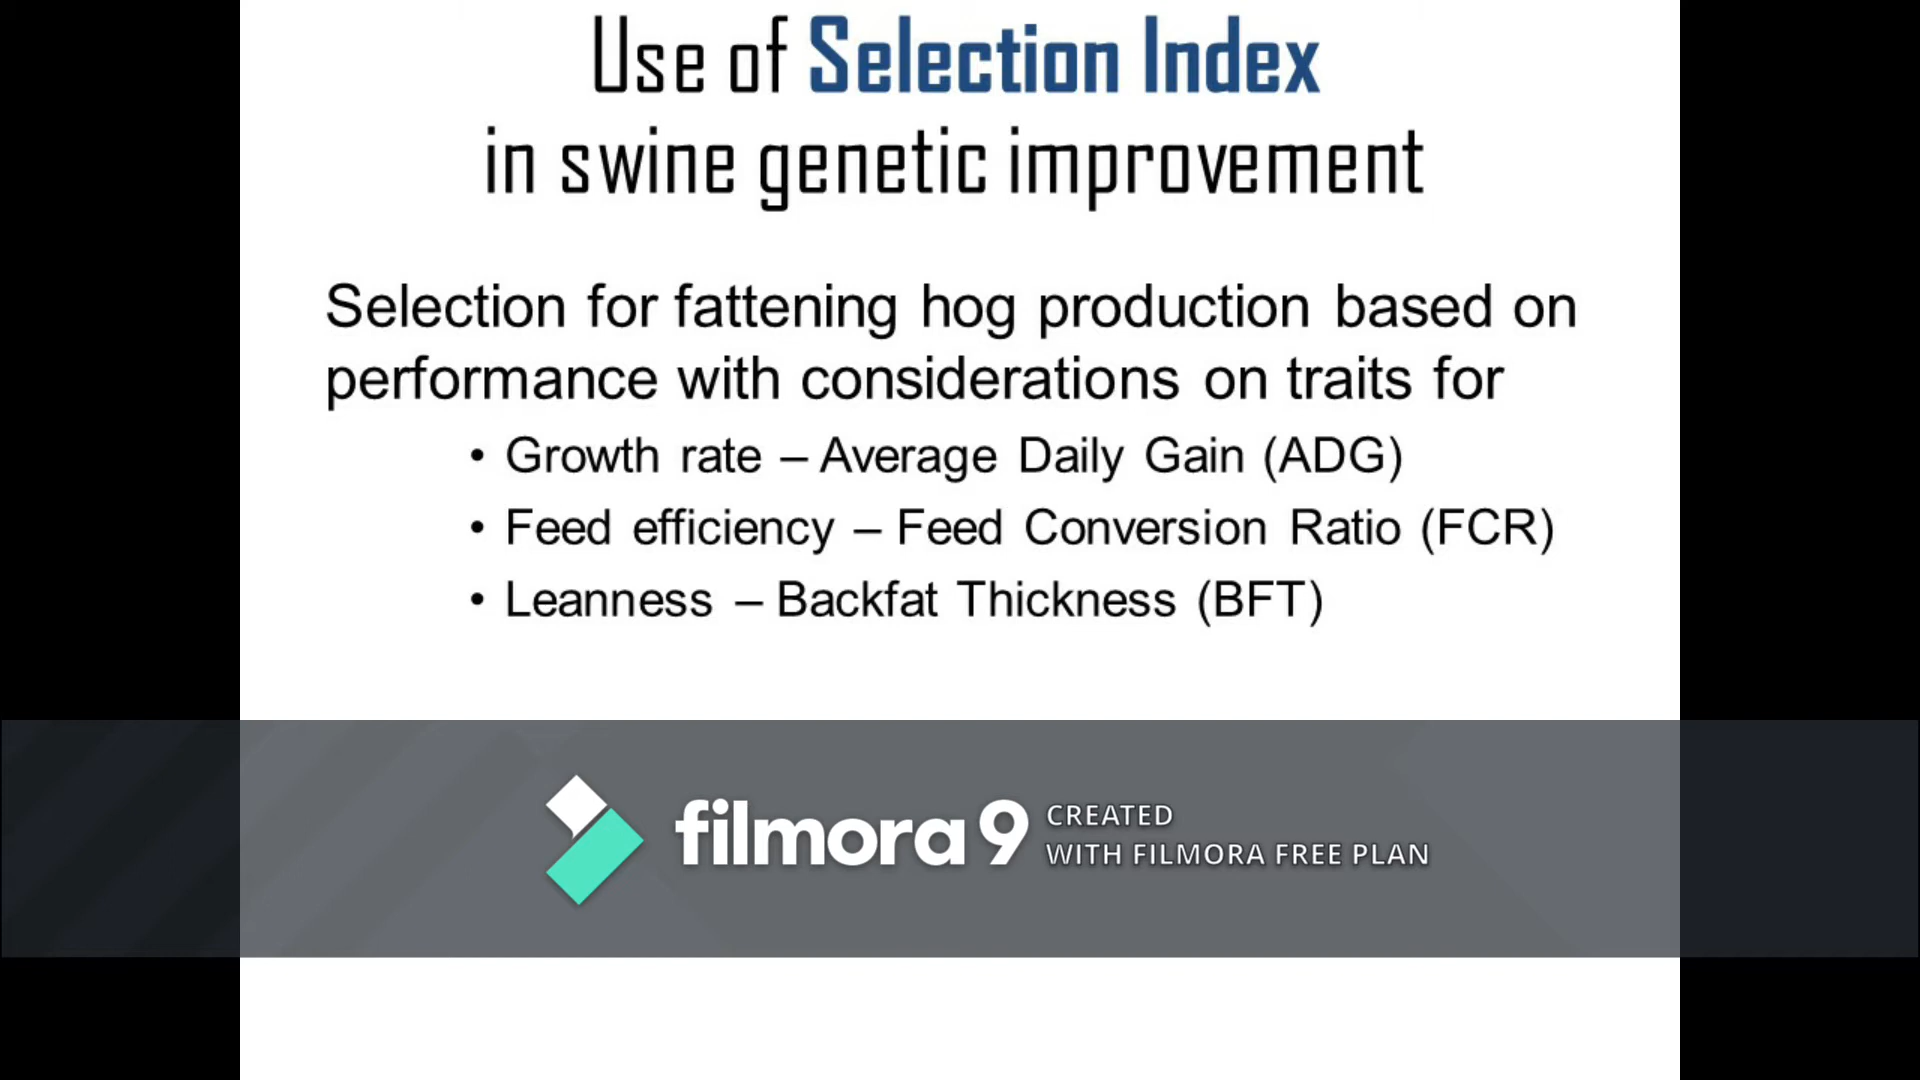 Use of Selection Index
in swine genetic improvement
Selection for fattening hog production based on
performance with considerations on traits for
• Growth rate – Average Daily Gain (ADG)
• Feed efficiency – Feed Conversion Ratio (FCR)
• Leanness – Backfat Thickness (BFT)
filmora9
CREATED
WITH FILMORA FREE PLAN